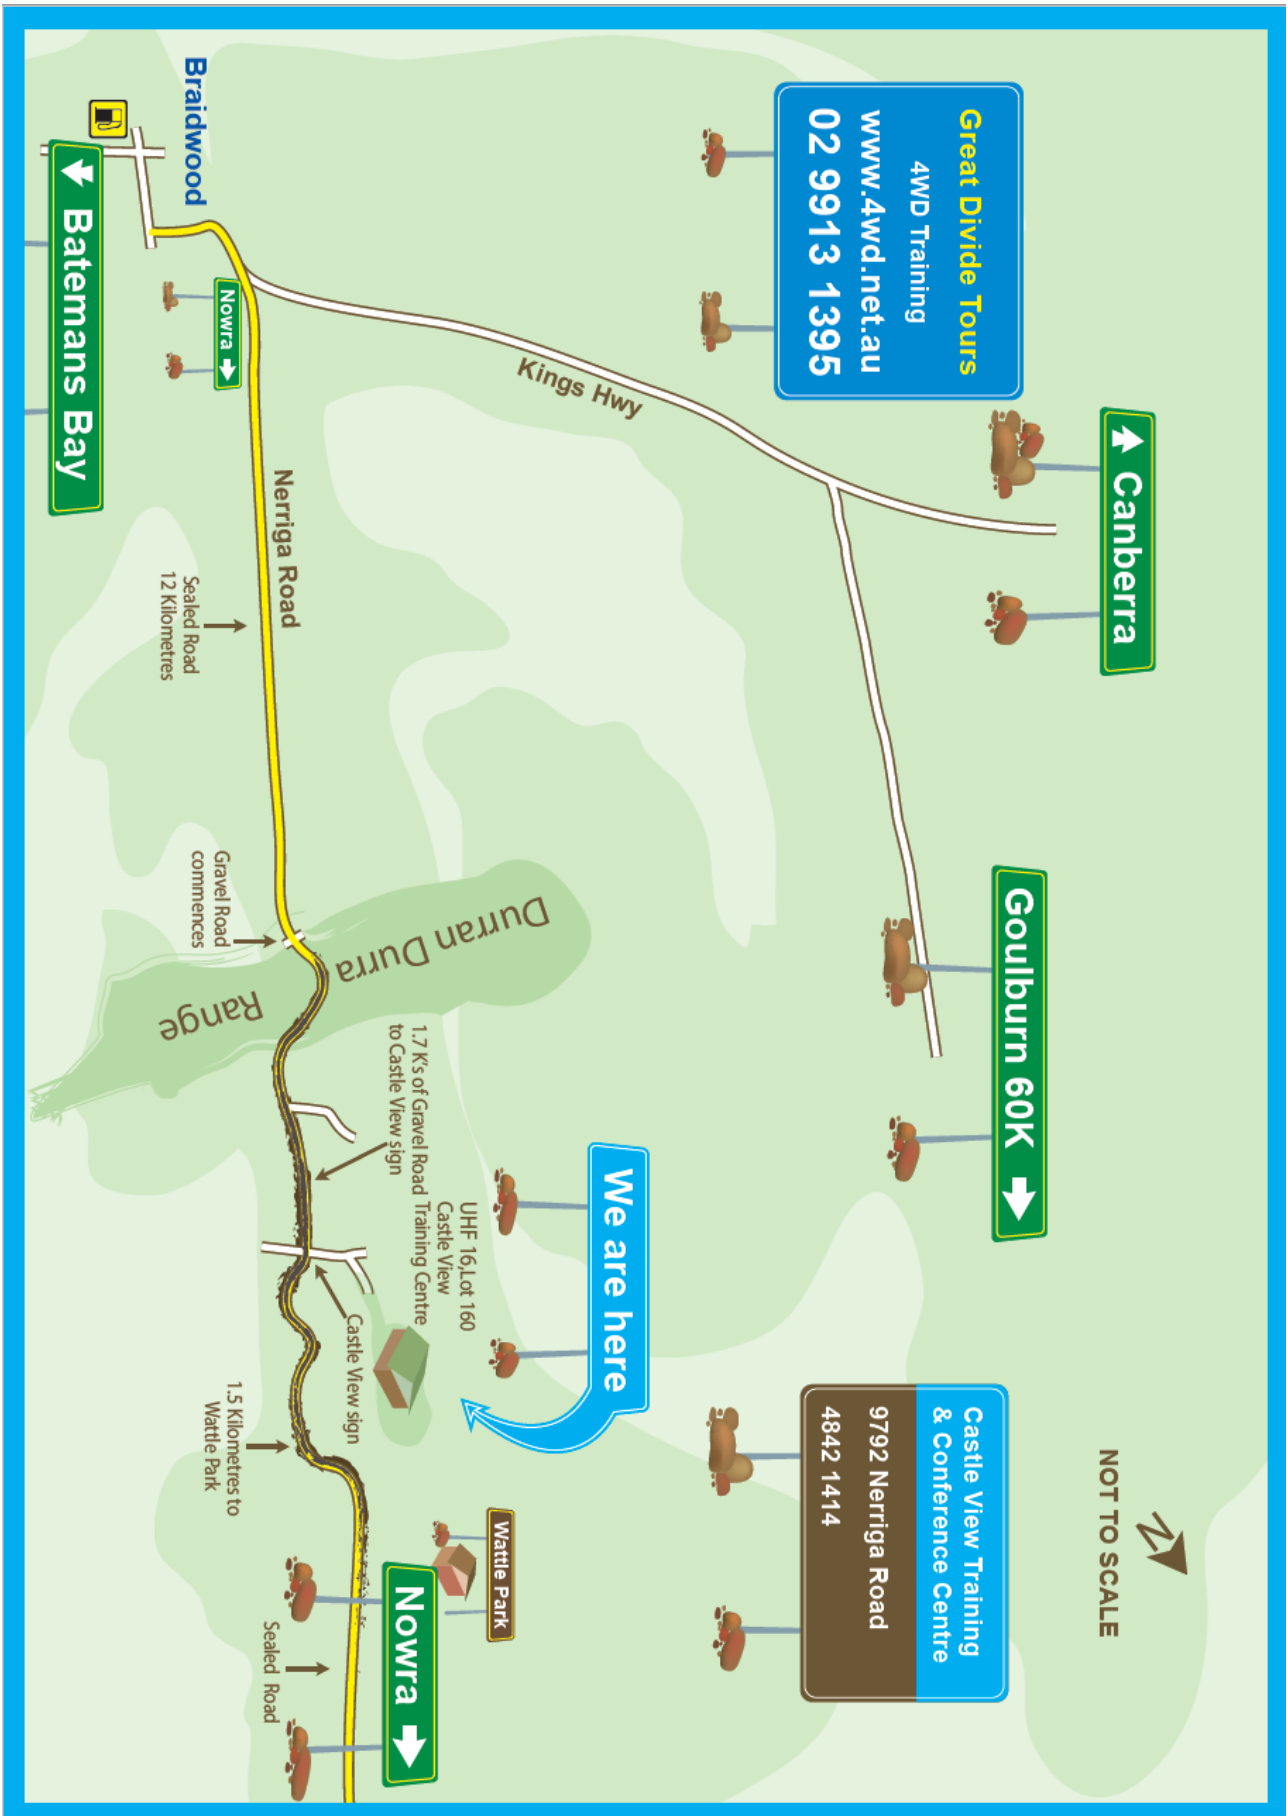 Great Divide Tours
4WD Training
www.4wd.net.au
02 9913 1395
Canberra
Goulburn 60K
NOT TO SCALE
N
Castle View Training
& Conference Centre
9792 Nerriga Road
4842 1414
We are here
Kings Hwy
Braidwood
Nowra
Batemans Bay
Nerriga Road
Sealed Road
12 Kilometres
Gravel Road
commences
Durran Durra
Range
1.7 K's of Gravel Road
to Castle View sign
UHF 16,Lot 160
Castle View
Training Centre
Castle View sign
1.5 Kilometres to
Wattle Park
Wattle Park
Nowra
Sealed Road